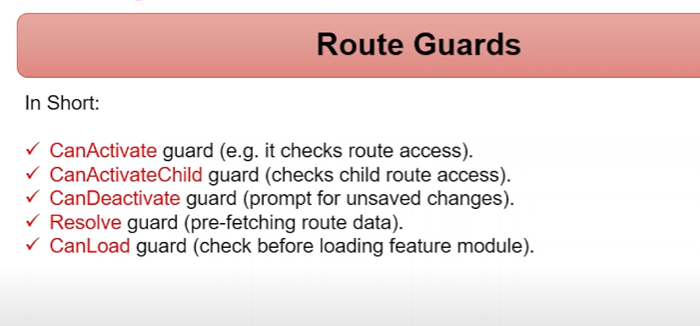 Route Guards
In Short:
✓ CanActivate guard (e.g. it checks route access).
✓ CanActivateChild guard (checks child route access).
✓ CanDeactivate guard (prompt for unsaved changes).
✓ Resolve guard (pre-fetching route data).
✓ CanLoad guard (check before loading feature module).